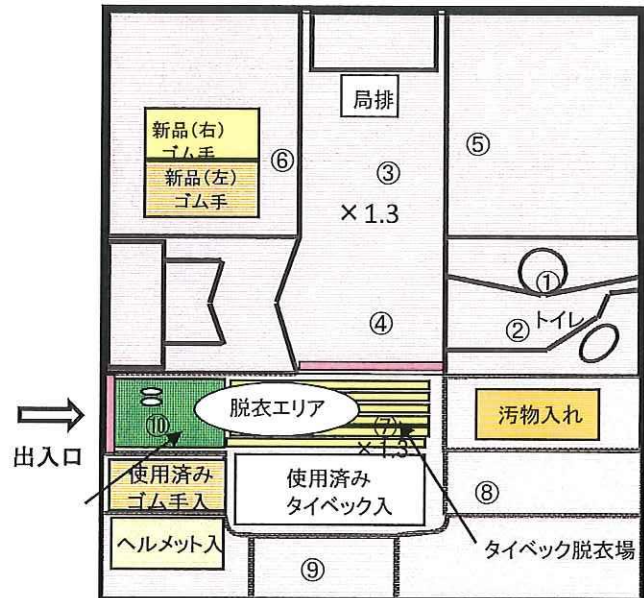 局排
新品(右)
ゴム手
新品(左)
ゴム手
⑥
③
⑤
×1.3
①
④
②
トイレ
出入口
⑩
脱衣エリア
⑦
×1.3
汚物入れ
使用済み
ゴム手入
使用済み
タイベック入
⑧
ヘルメット入
⑨
タイベック脱衣場